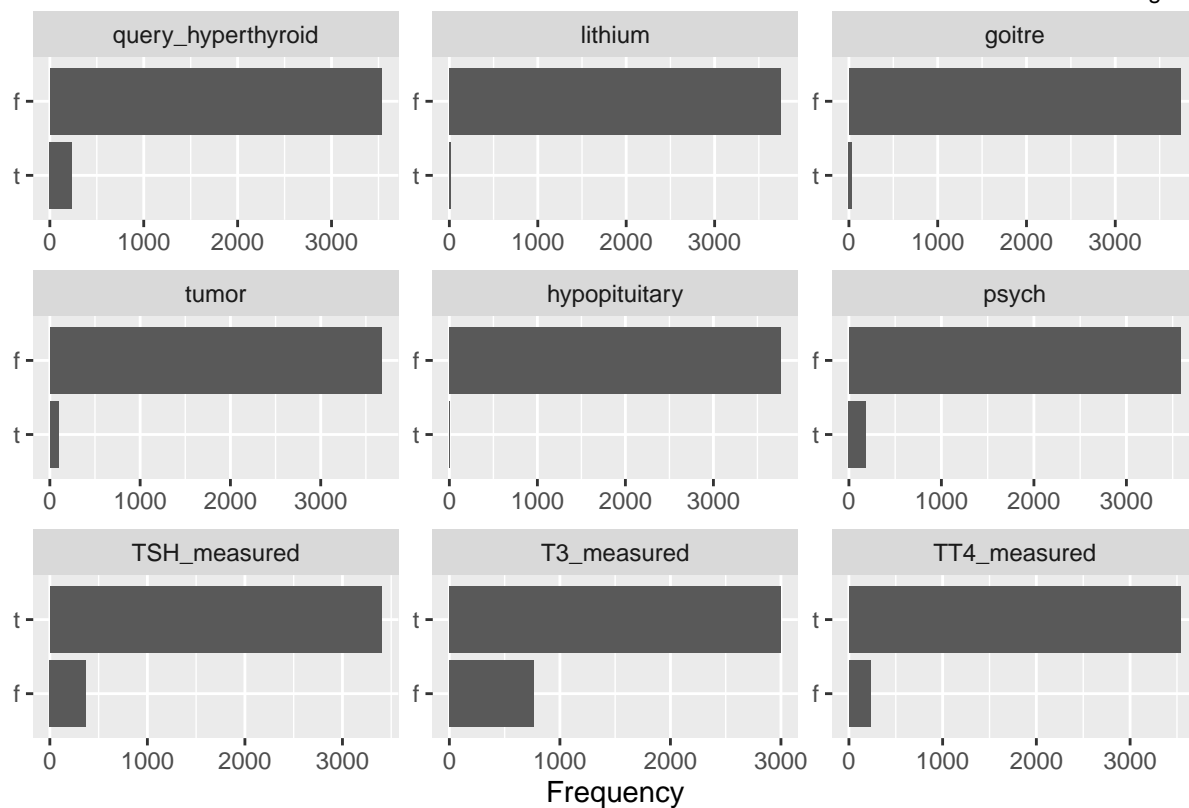 query_hyperthyroid lithium goitre
f f f
t t t
0 1000 2000 3000 0 1000 2000 3000 0 1000 2000 3000
tumor hypopituitary psych
f f f
t t t
0 1000 2000 3000 0 1000 2000 3000 0 1000 2000 3000
TSH_measured T3_measured TT4_measured
t t t
f f f
0 1000 2000 3000 0 1000 2000 3000 0 1000 2000 3000
Frequency